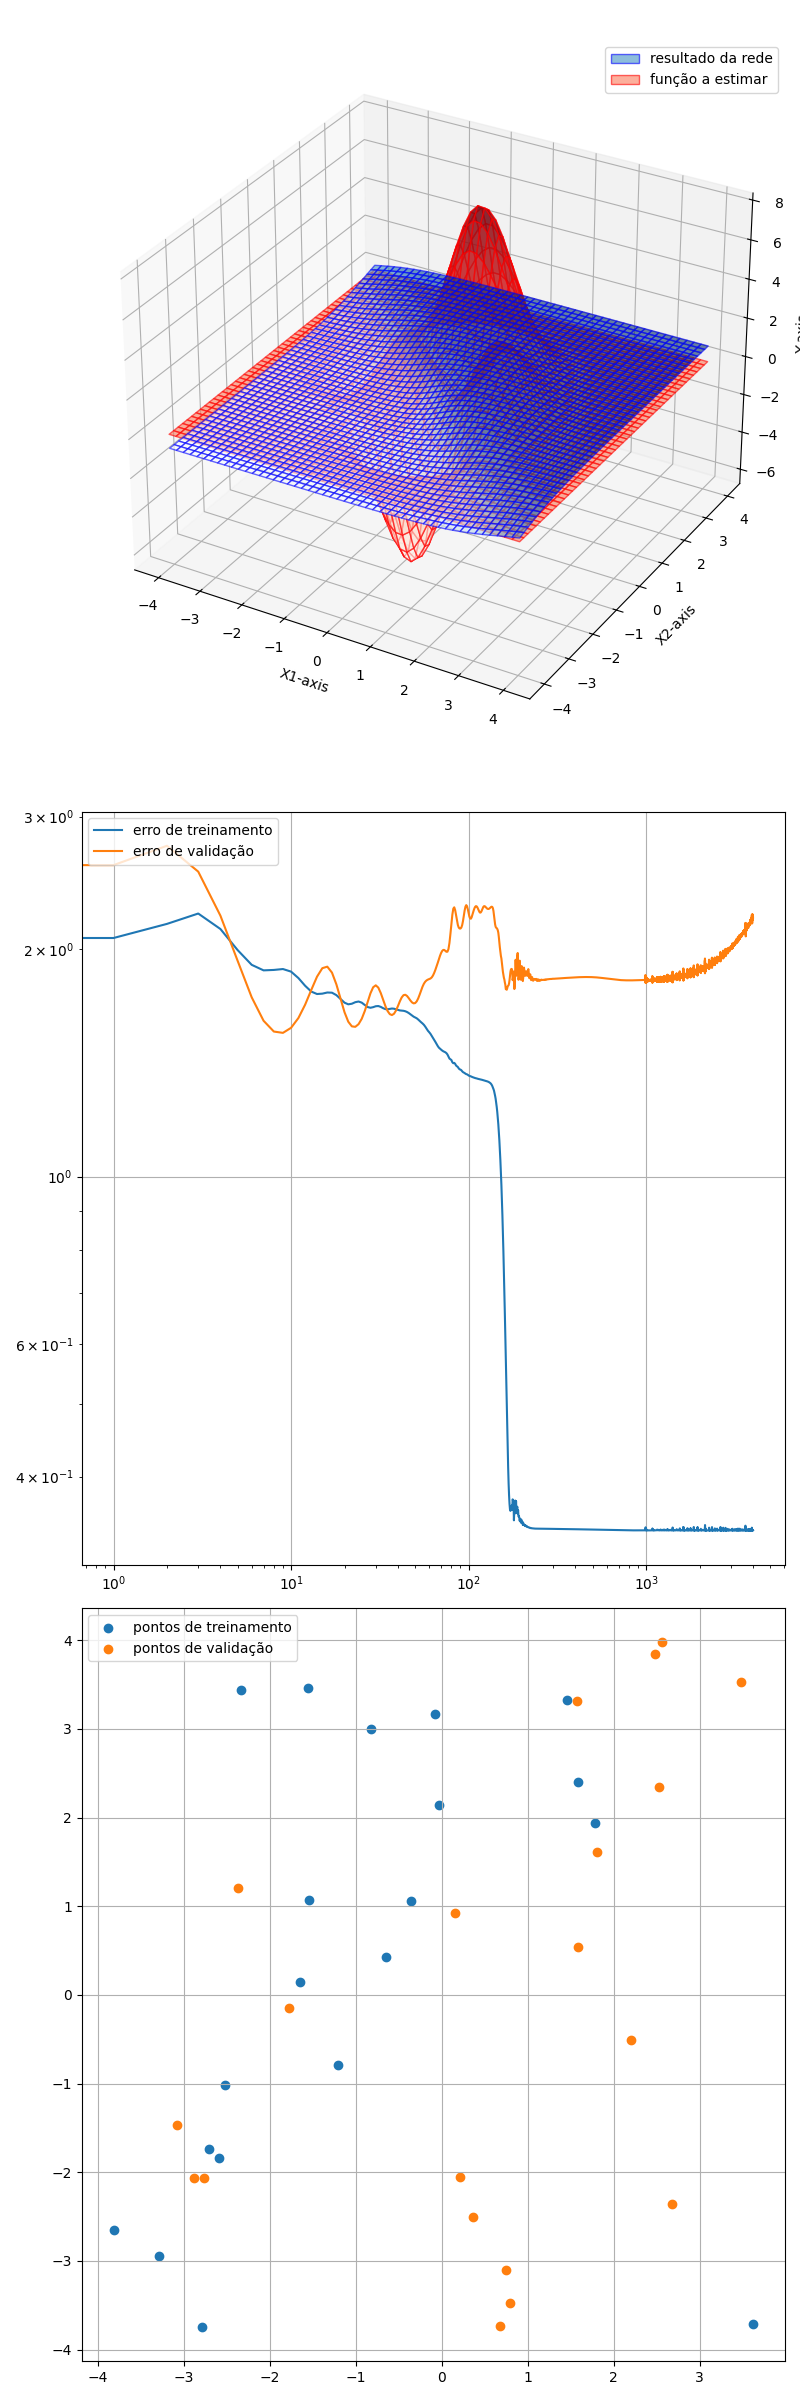 resultado da rede
função a estimar
8
6
4
2
0
−2
−4
−6
−4
−3
−2
−1
0
1
2
3
4
X1-axis
−4
−3
−2
−1
0
1
2
3
4
X2-axis
3 × 10⁰
2 × 10⁰
10⁰
6 × 10⁻¹
4 × 10⁻¹
erro de treinamento
erro de validação
10⁰ 10¹ 10² 10³
pontos de treinamento
pontos de validação
4
3
2
1
0
−1
−2
−3
−4
−4 −3 −2 −1 0 1 2 3